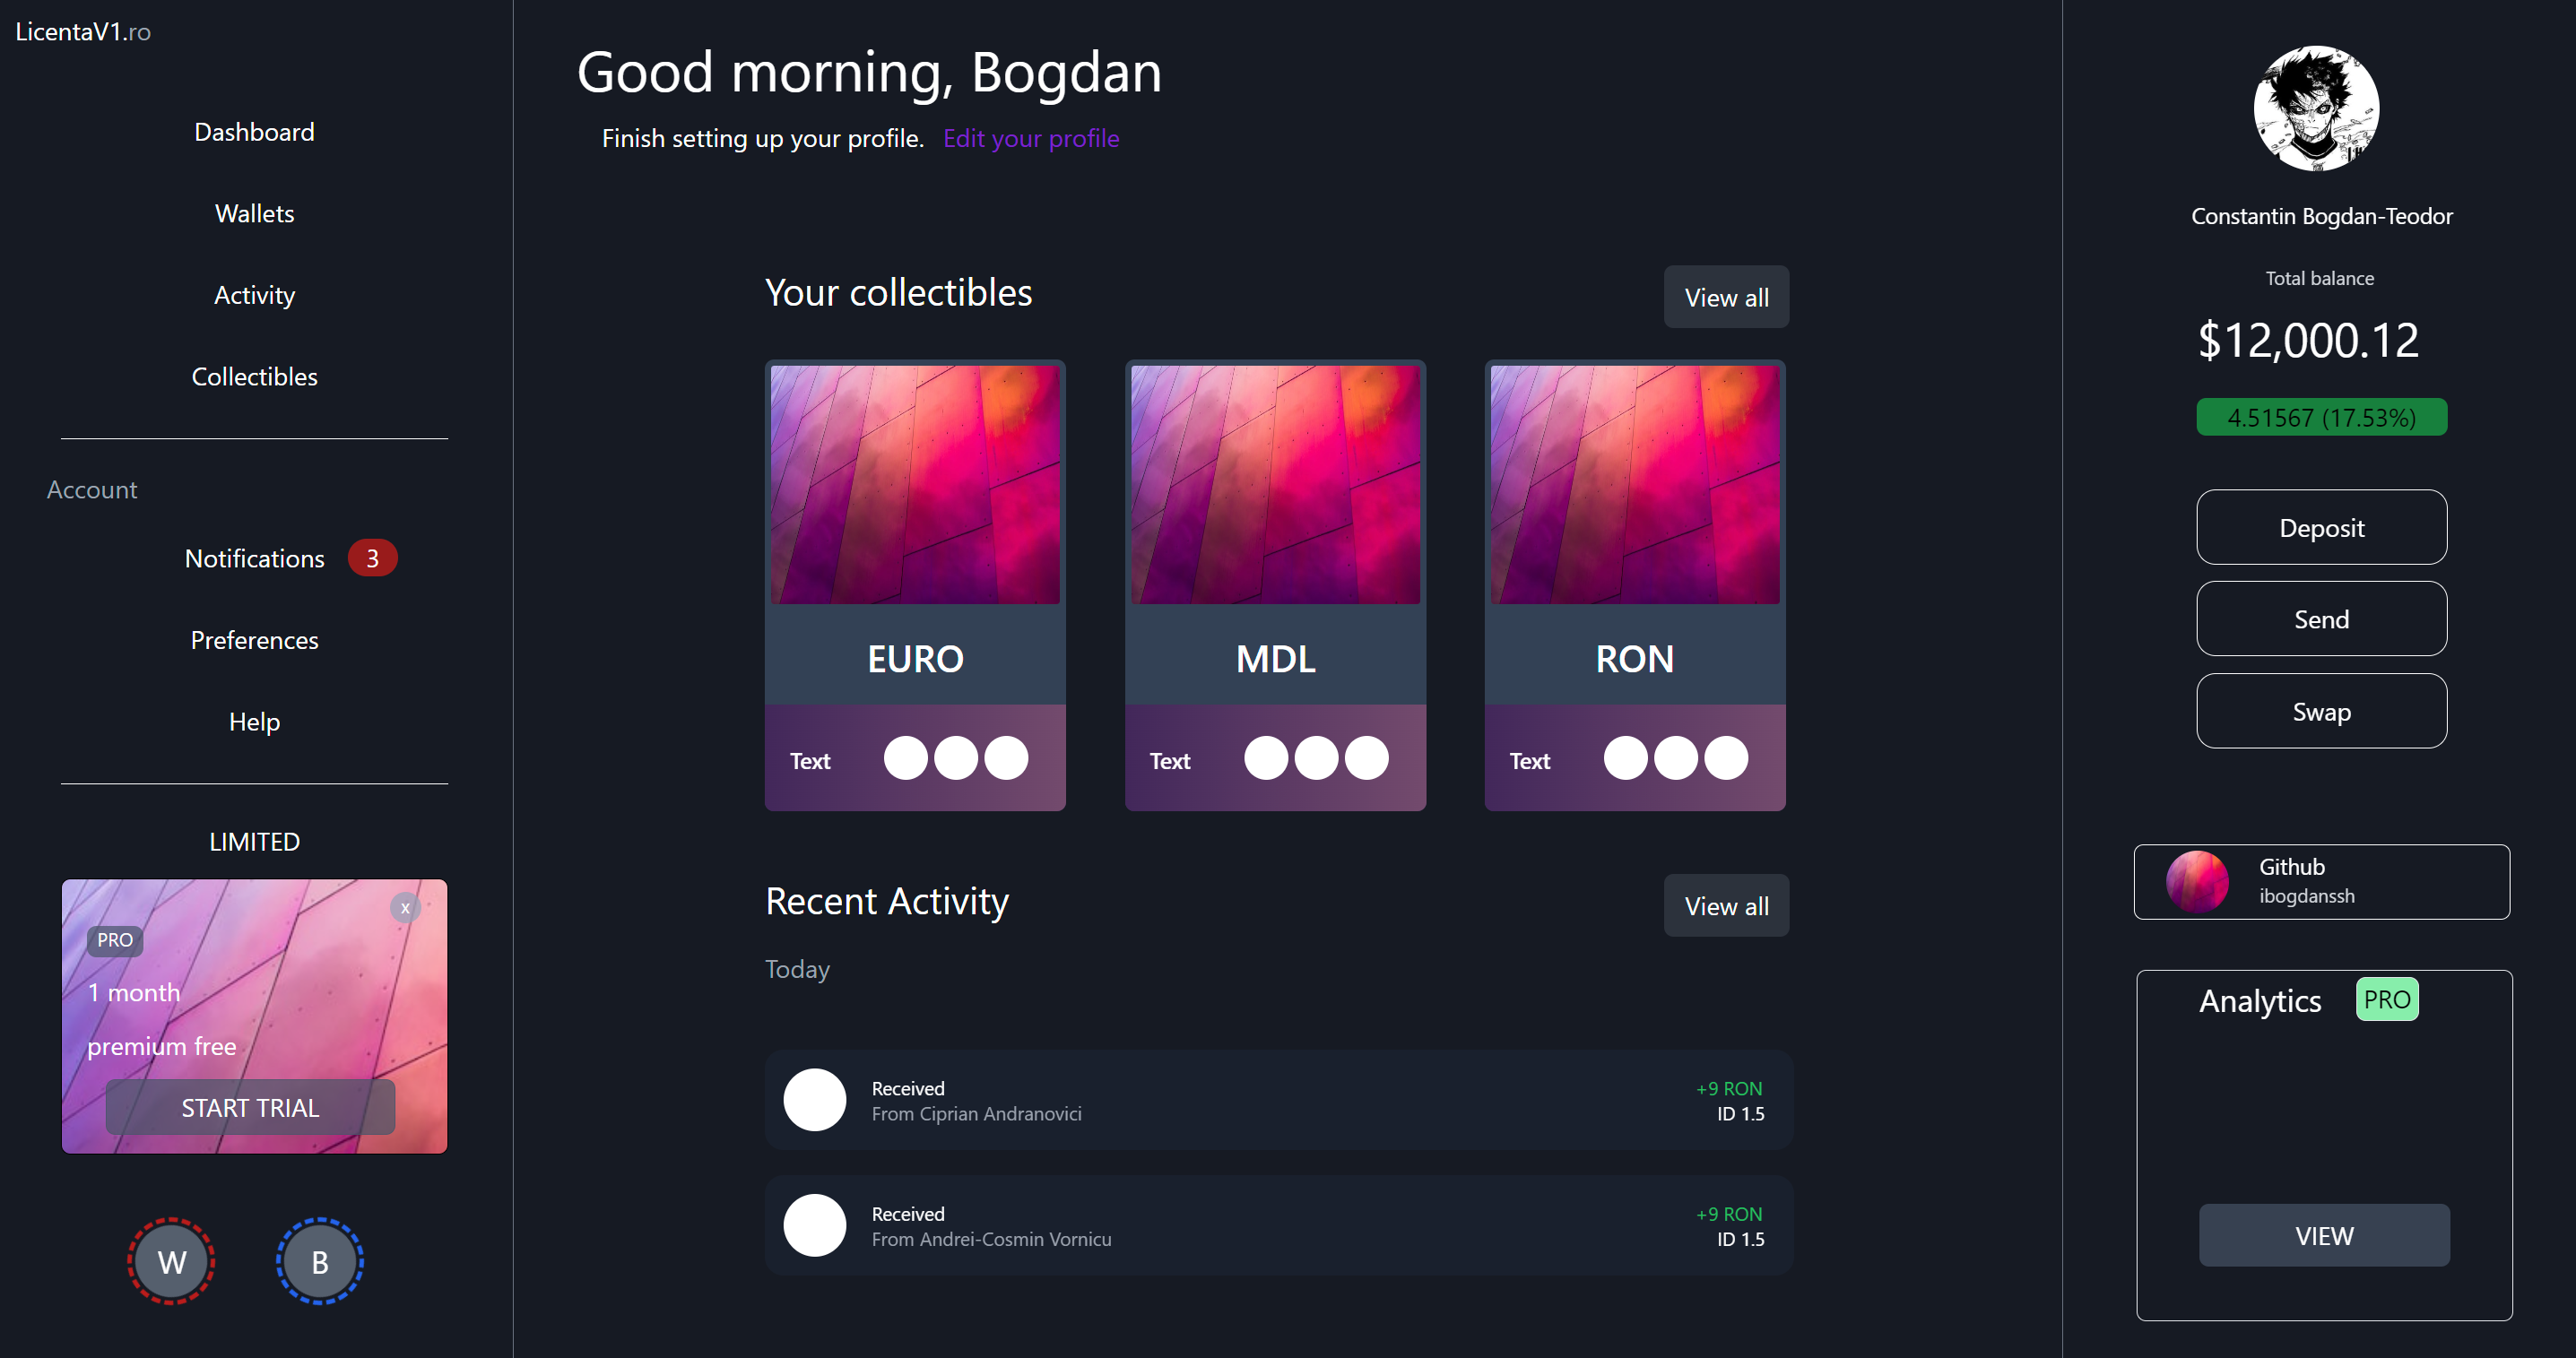 LicentaV1.ro
Dashboard
Wallets
Activity
Collectibles
Account
Notifications 3
Preferences
Help
LIMITED
x
PRO
1 month
premium free
START TRIAL
W B
Good morning, Bogdan
Finish setting up your profile. Edit your profile
Your collectibles View all
EURO
Text
MDL
Text
RON
Text
Recent Activity View all
Today
Received +9 RON
From Ciprian Andranovici ID 1.5
Received +9 RON
From Andrei-Cosmin Vornicu ID 1.5
Constantin Bogdan-Teodor
Total balance
$12,000.12
4.51567 (17.53%)
Deposit
Send
Swap
Github
ibogdanssh
Analytics PRO
VIEW